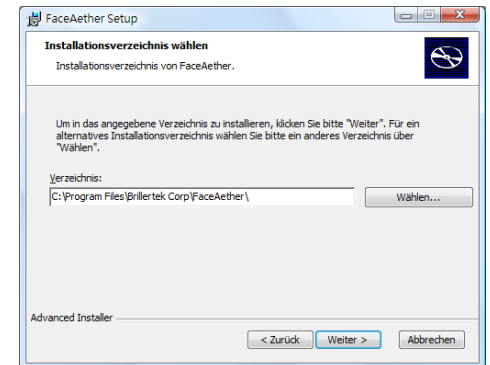 FaceAether Setup
Installationsverzeichnis wählen
Installationsverzeichnis von FaceAether.
Um in das angegebene Verzeichnis zu installieren, klicken Sie bitte "Weiter". Für ein
alternatives Installationsverzeichnis wählen Sie bitte ein anderes Verzeichnis über
"Wählen".
Verzeichnis:
C:\Program Files\Brillertek Corp\FaceAether\
Wählen...
Advanced Installer
< Zurück
Weiter >
Abbrechen